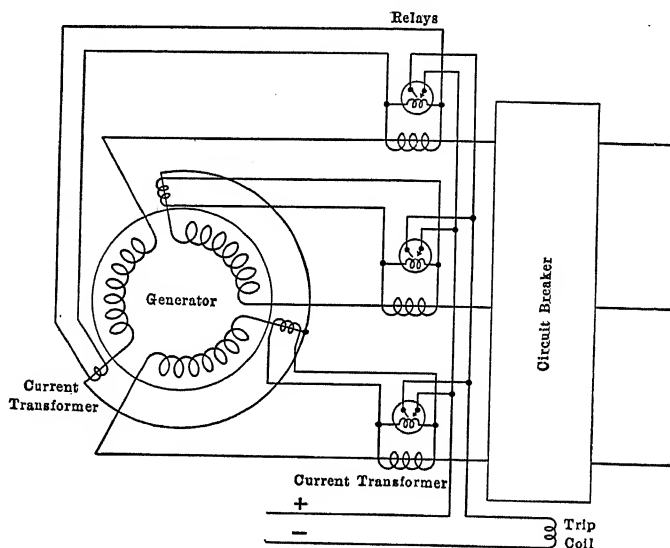 Relays
Generator
Circuit Breaker
Current
Transformer
Current Transformer
+
−
Trip
Coil